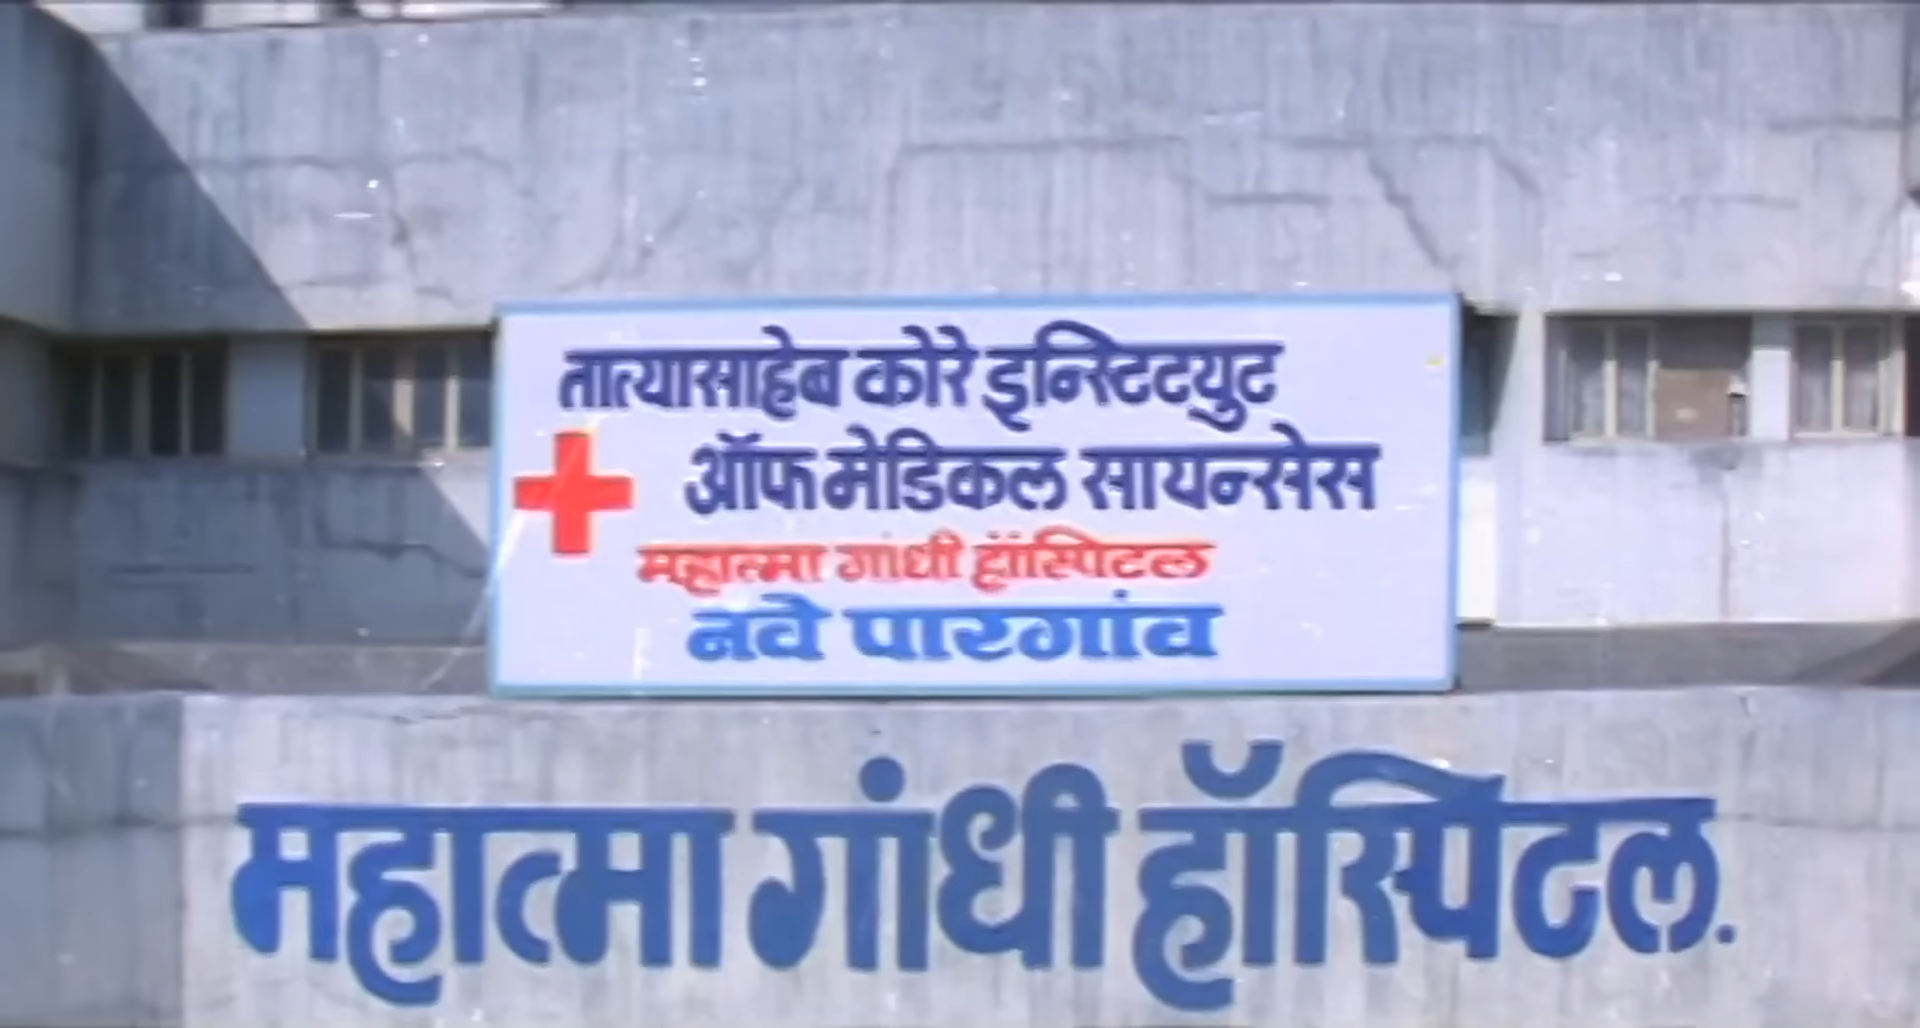 तात्यासाहेब कोरे इन्स्टिटयुट
ऑफ मेडिकल सायन्सेस
महात्मा गांधी हॉस्पिटल
नवे पारगांव
महात्मा गांधी हॉस्पिटल.